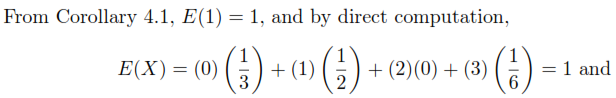 From Corollary 4.1, E(1) = 1, and by direct computation,
E(X) = (0) (1/3) + (1) (1/2) + (2)(0) + (3) (1/6) = 1 and